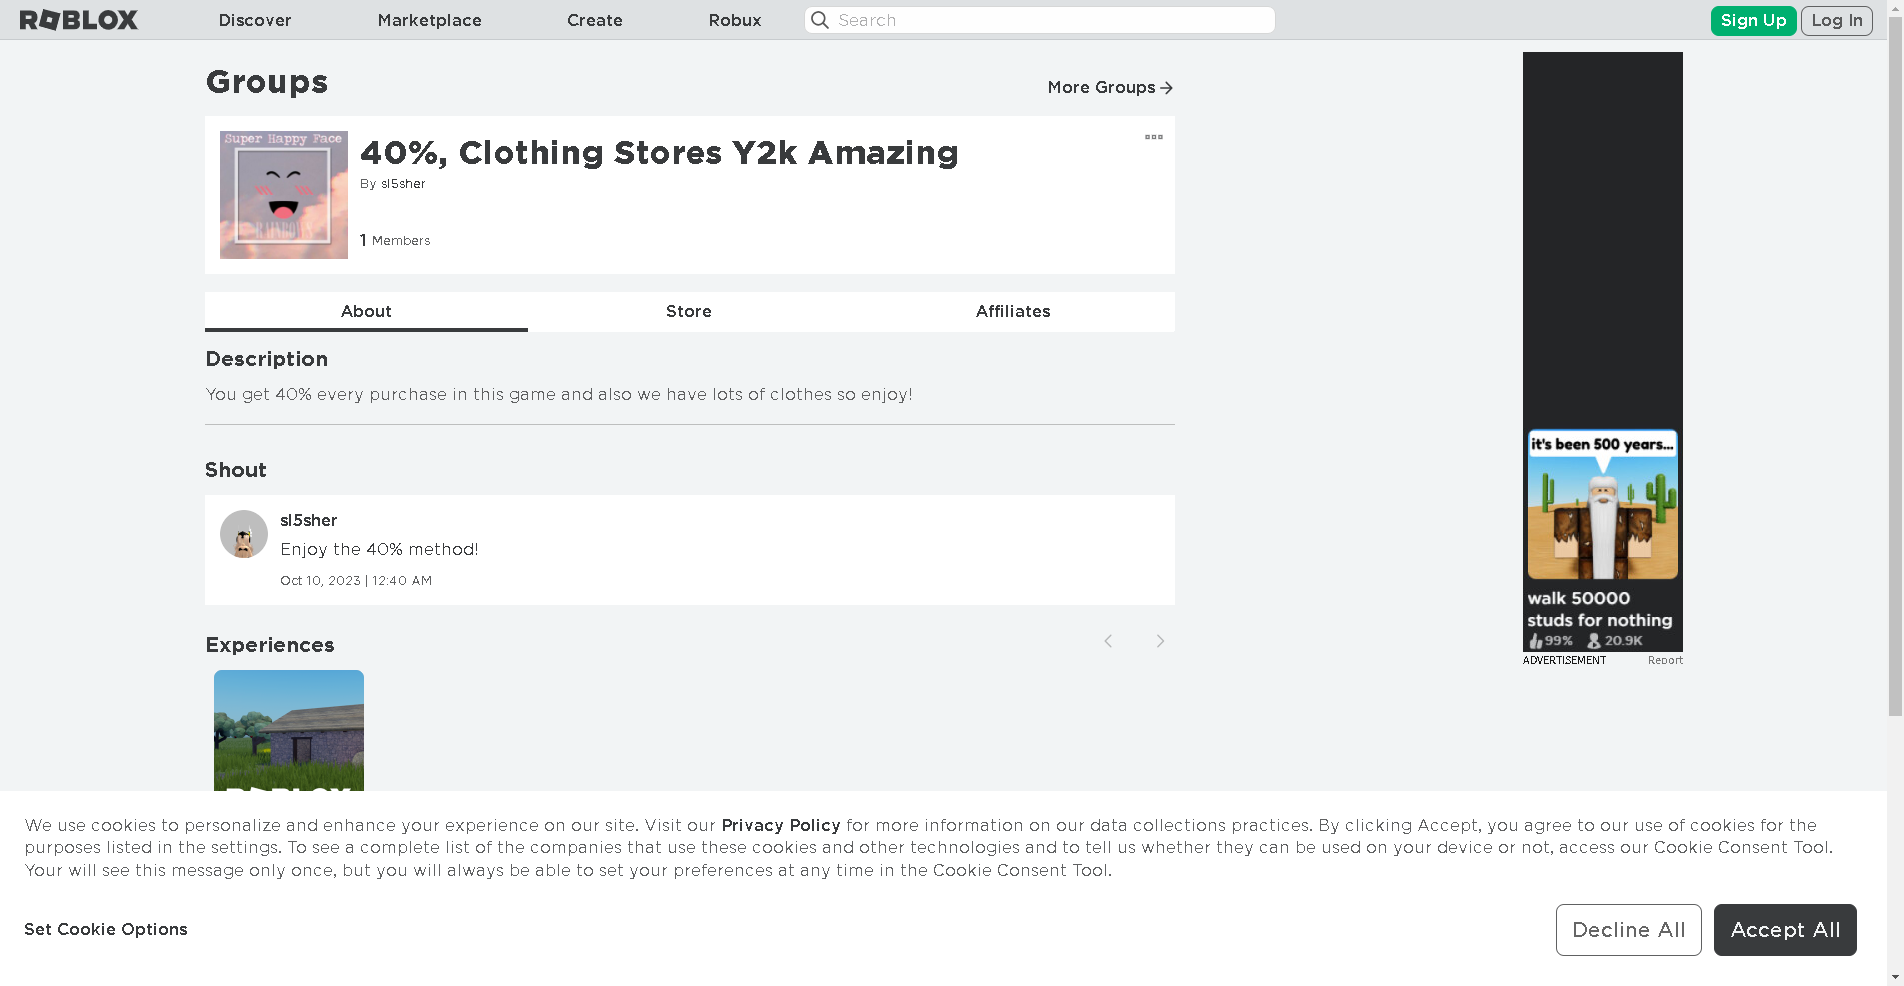 ROBLOX
Discover
Marketplace
Create
Robux
Search
Sign Up
Log In
Groups
More Groups
Super Happy Face
RAINBOWS
40%, Clothing Stores Y2k Amazing
By sl5sher
1 Members
About
Store
Affiliates
Description
You get 40% every purchase in this game and also we have lots of clothes so enjoy!
Shout
sl5sher
Enjoy the 40% method!
Oct 10, 2023 | 12:40 AM
Experiences
it's been 500 years...
walk 50000
studs for nothing
99% 20.9K
ADVERTISEMENT
Report
ROBLOX
We use cookies to personalize and enhance your experience on our site. Visit our Privacy Policy for more information on our data collections practices. By clicking Accept, you agree to our use of cookies for the
purposes listed in the settings. To see a complete list of the companies that use these cookies and other technologies and to tell us whether they can be used on your device or not, access our Cookie Consent Tool.
Your will see this message only once, but you will always be able to set your preferences at any time in the Cookie Consent Tool.
Set Cookie Options
Decline All
Accept All